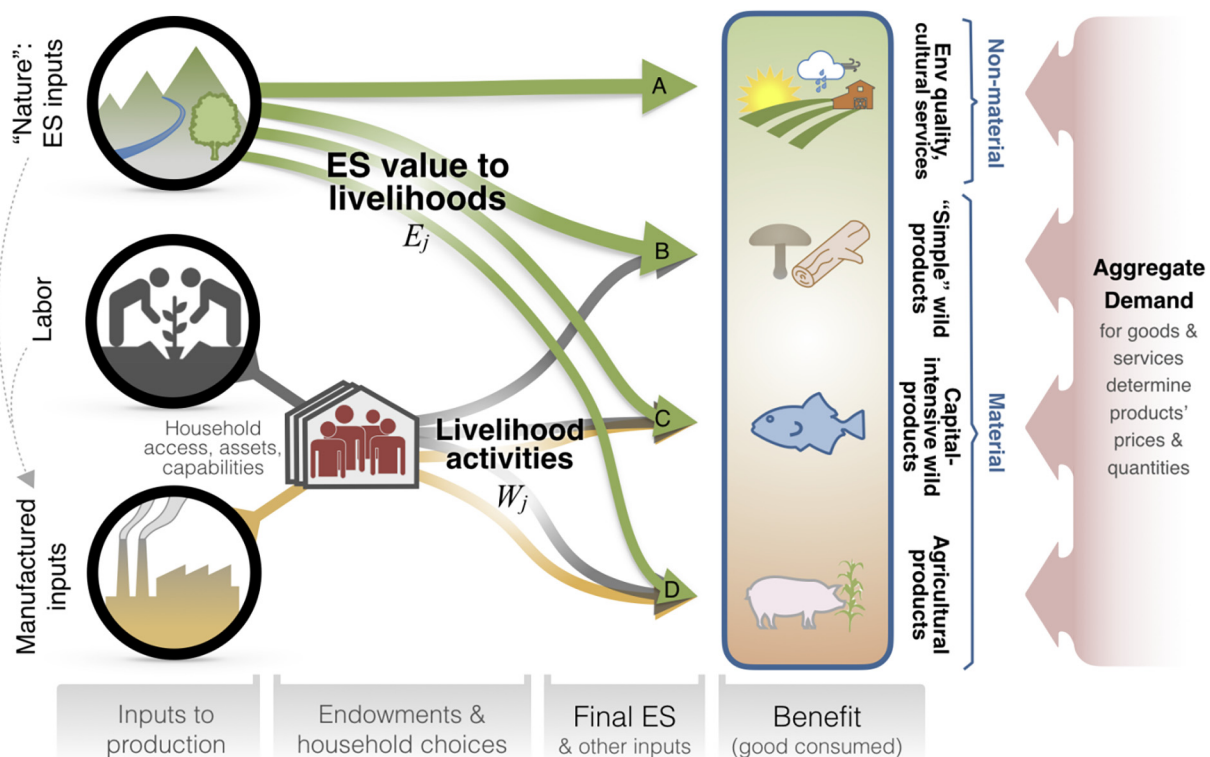 "Nature":
ES inputs
Labor
Manufactured
inputs
ES value to
livelihoods
Ej
Household
access, assets,
capabilities
Livelihood
activities
Wj
A
B
C
D
Env quality,
cultural services
"Simple" wild
products
Capital-
intensive wild
products
Agricultural
products
Non-material
Material
Aggregate
Demand
for goods &
services
determine
products'
prices &
quantities
Inputs to
production
Endowments &
household choices
Final ES
& other inputs
Benefit
(good consumed)